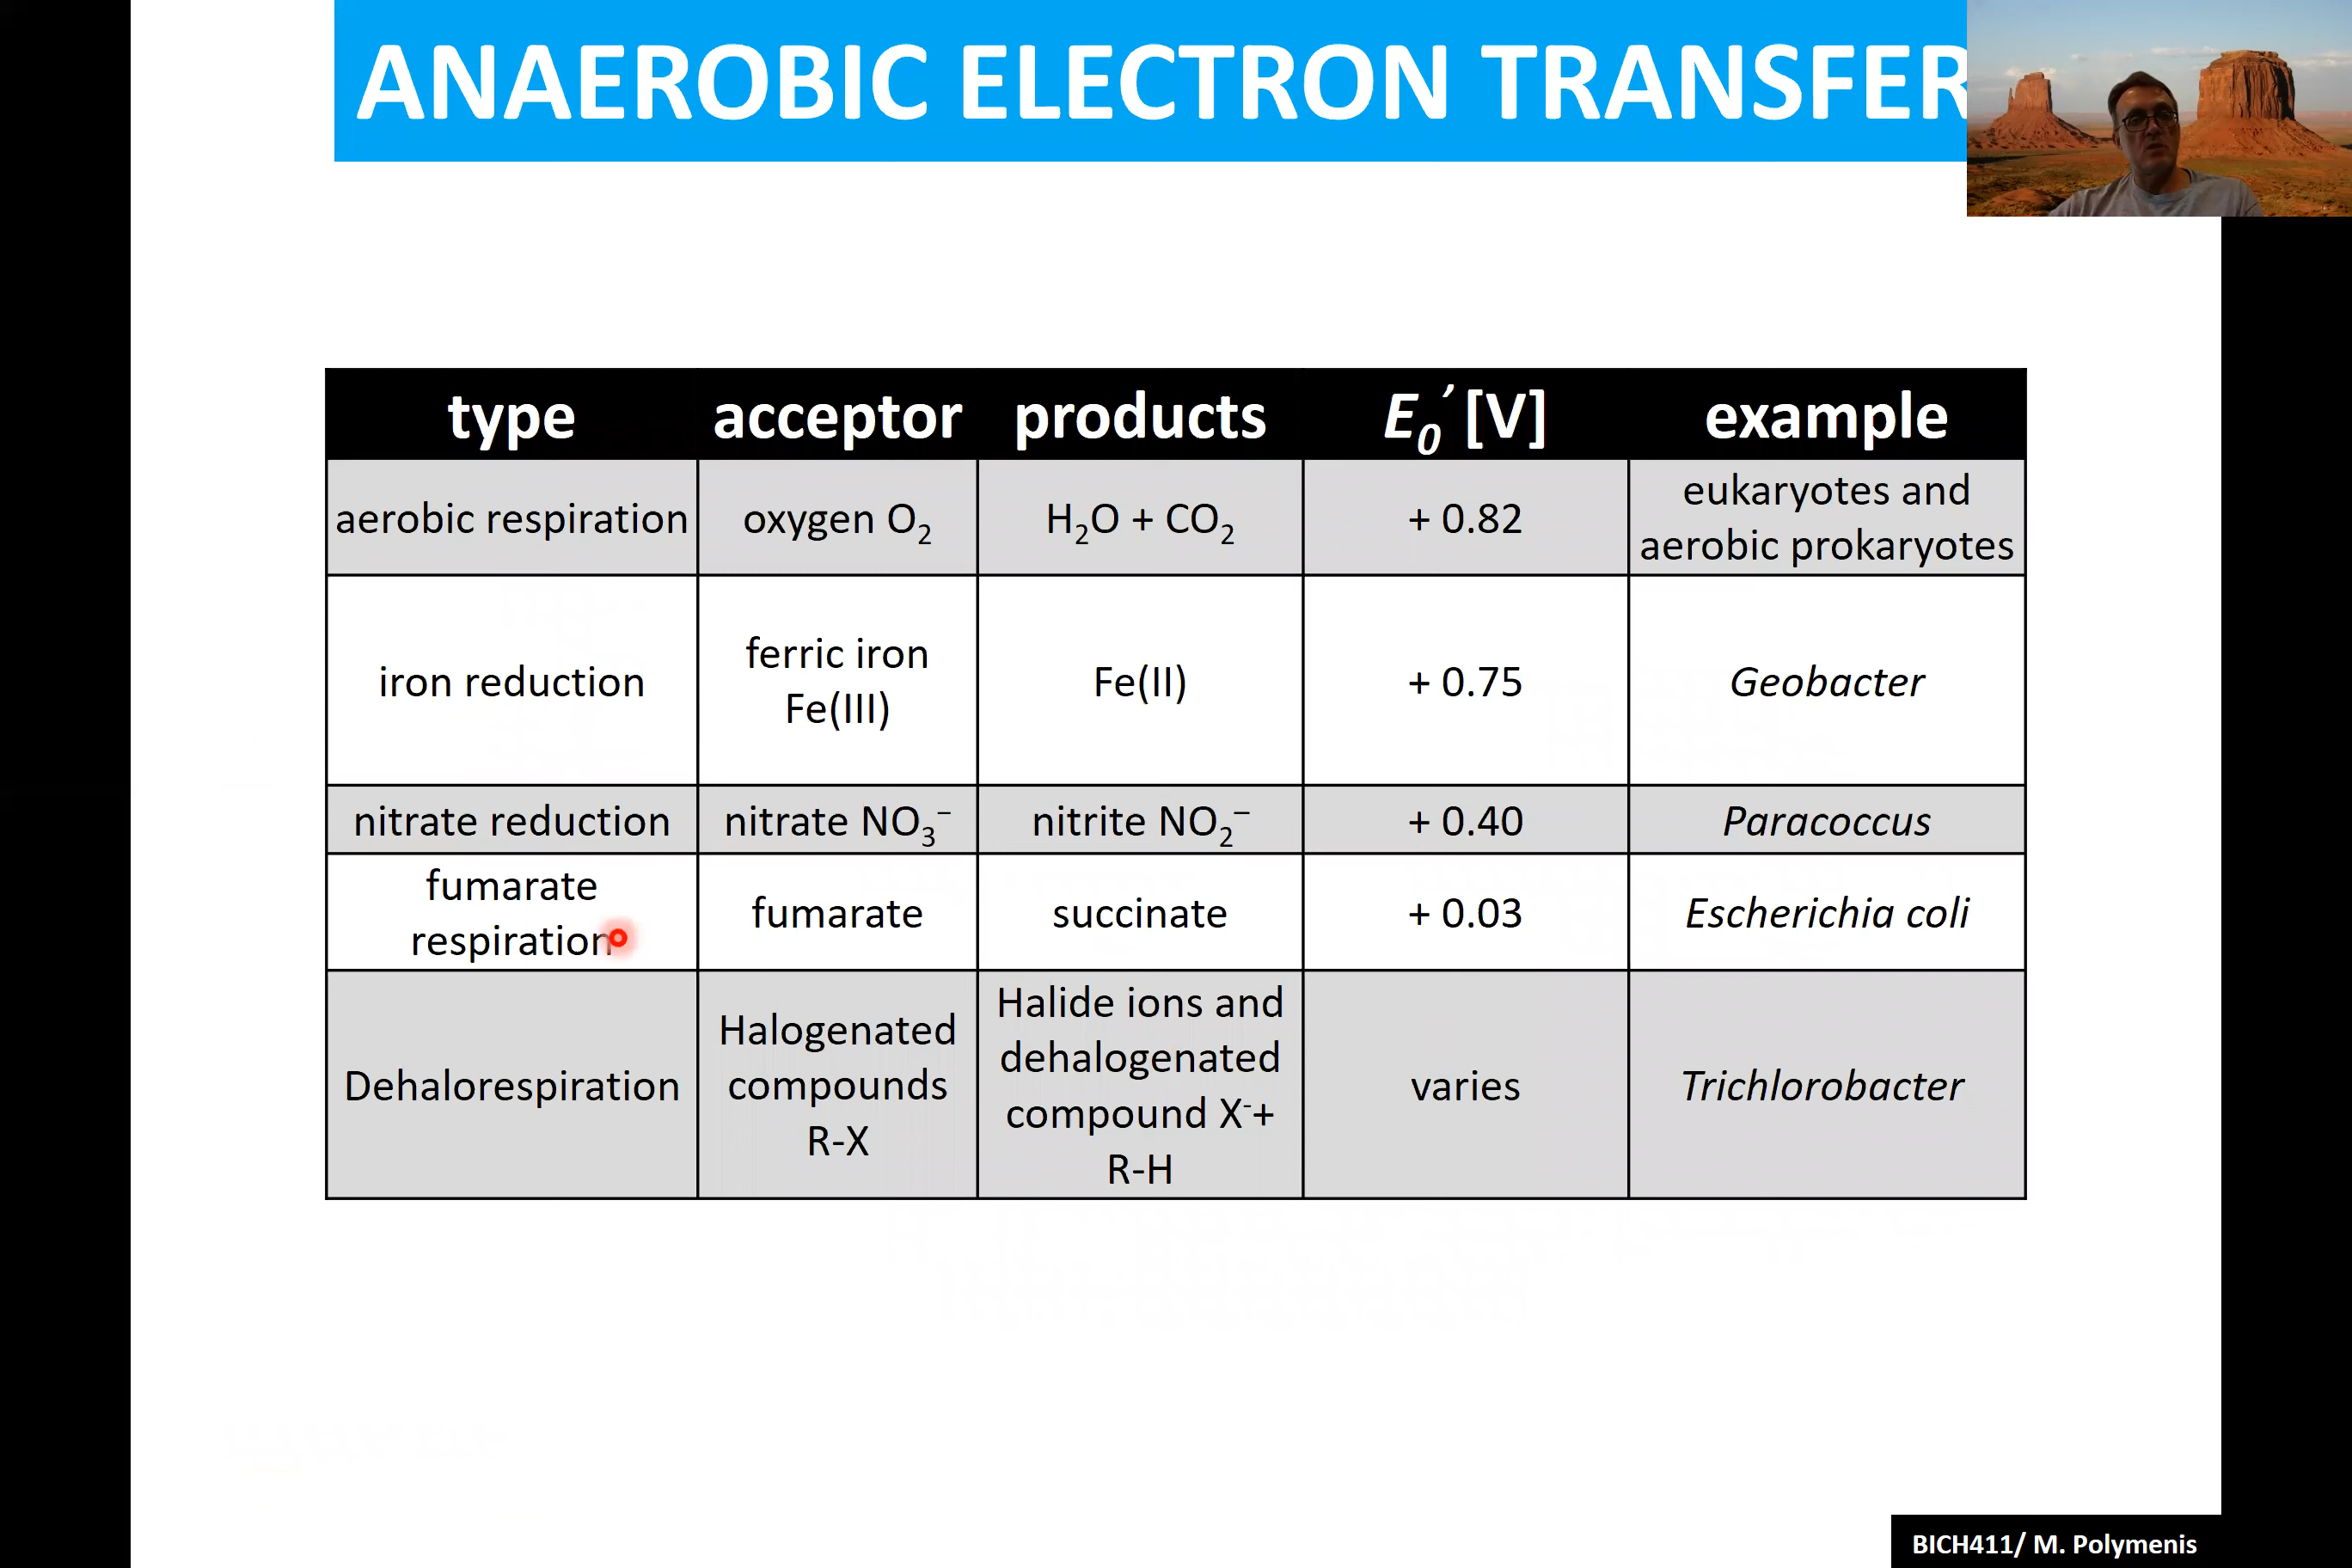 ANAEROBIC ELECTRON TRANSFER
type acceptor products E₀′ [V] example
aerobic respiration oxygen O₂ H₂O + CO₂ + 0.82 eukaryotes and
aerobic prokaryotes
iron reduction ferric iron
Fe(III) Fe(II) + 0.75 Geobacter
nitrate reduction nitrate NO₃⁻ nitrite NO₂⁻ + 0.40 Paracoccus
fumarate
respiration fumarate succinate + 0.03 Escherichia coli
Dehalorespiration Halogenated
compounds
R-X Halide ions and
dehalogenated
compound X⁻+
R-H varies Trichlorobacter
BICH411/ M. Polymenis